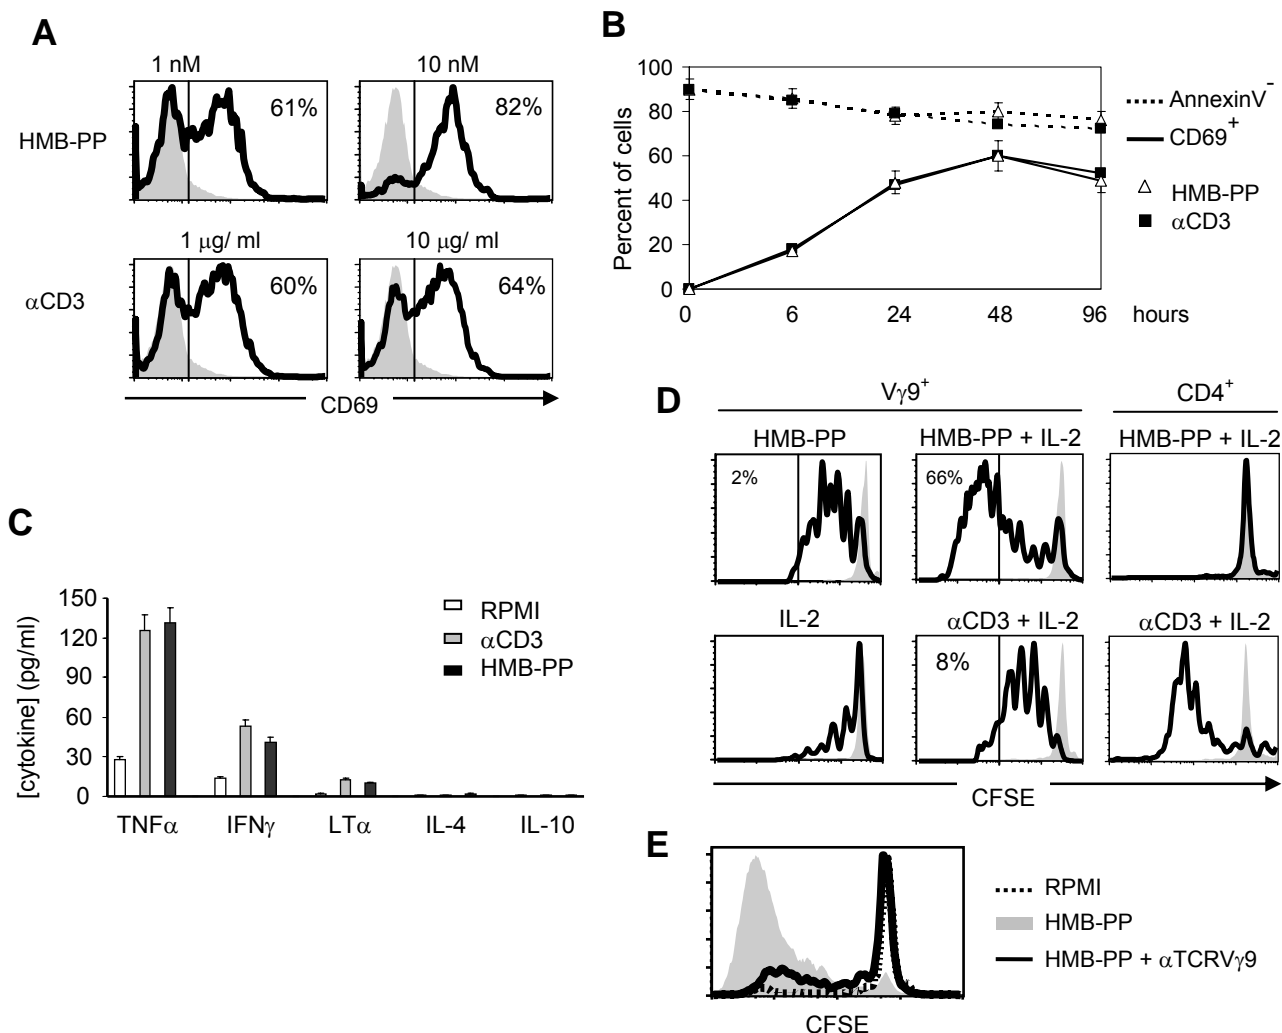 A
1 nM
10 nM
HMB-PP
61%
82%
1 μg/ ml
10 μg/ ml
αCD3
60%
64%
CD69
B
Percent of cells
100
80
60
40
20
0
0
6
24
48
96
hours
AnnexinV-
CD69+
HMB-PP
αCD3
C
[cytokine] (pg/ml)
150
120
90
60
30
0
TNFα
IFNγ
LTα
IL-4
IL-10
RPMI
αCD3
HMB-PP
D
Vγ9+
CD4+
HMB-PP
HMB-PP + IL-2
HMB-PP + IL-2
2%
66%
IL-2
αCD3 + IL-2
αCD3 + IL-2
8%
CFSE
E
RPMI
HMB-PP
HMB-PP + αTCRVγ9
CFSE